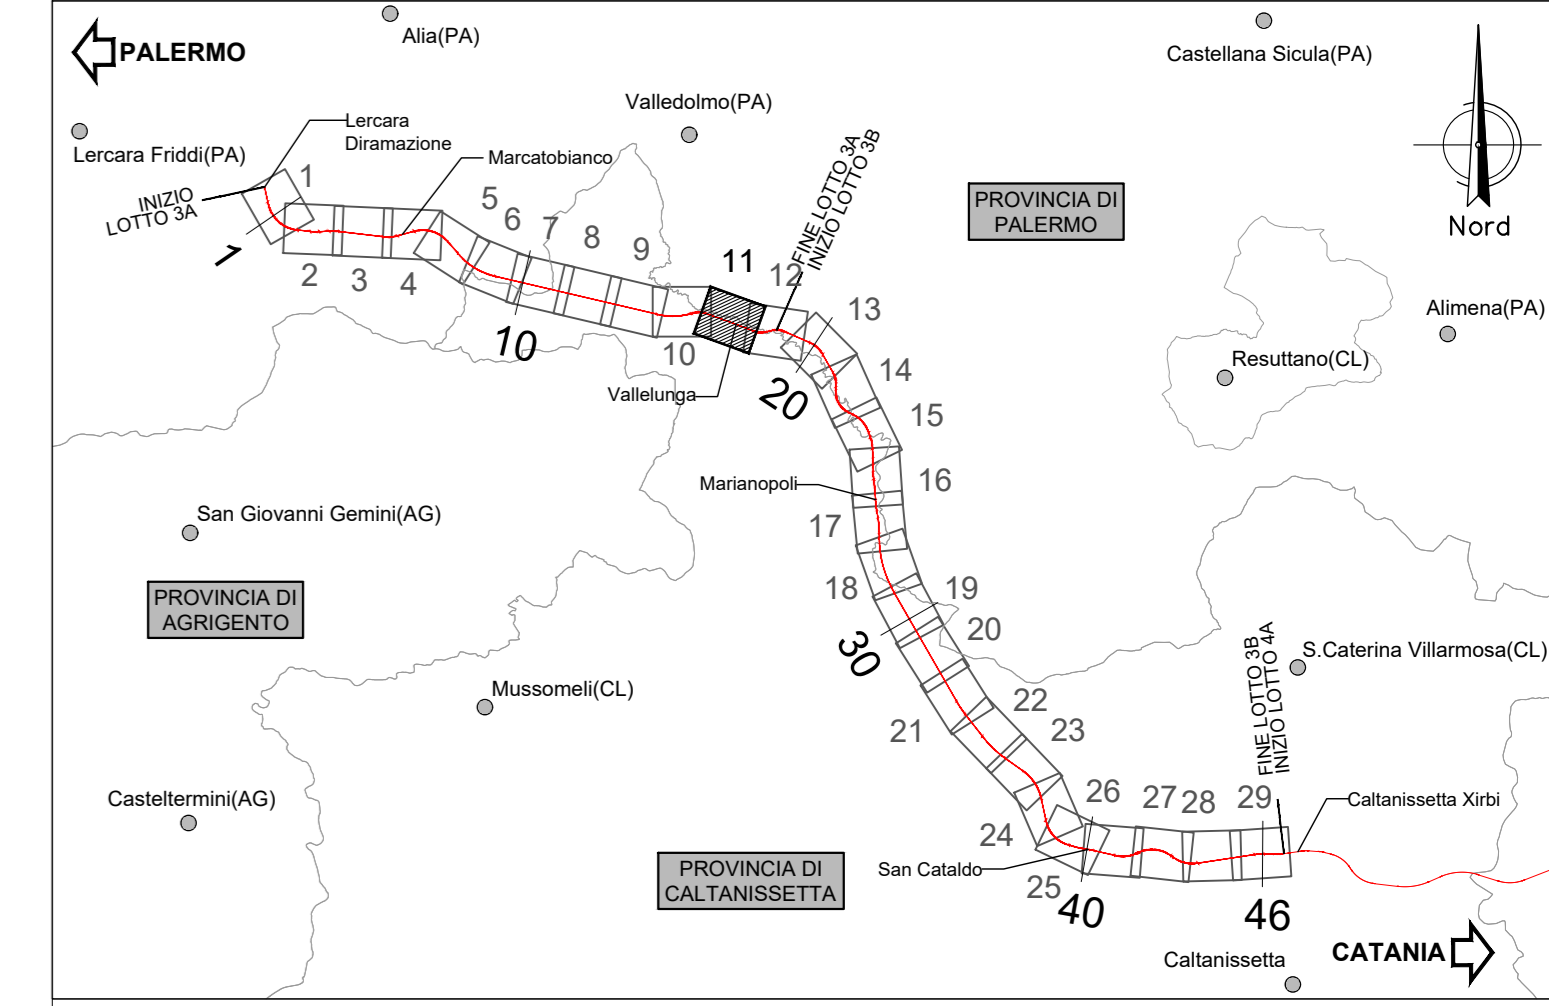 PALERMO
Alia(PA)
Castellana Sicula(PA)
Valledolmo(PA)
Lercara Friddi(PA)
Lercara
Diramazione
Marcatobianco
INIZIO
LOTTO 3A
FINE LOTTO 3A
INIZIO LOTTO 3B
PROVINCIA DI
PALERMO
Nord
1
1
2
3
4
5
6
7
8
9
10
10
11
12
13
14
15
16
17
18
19
20
20
21
22
23
24
25
26
27
28
29
30
40
46
Vallelunga
Alimena(PA)
Resuttano(CL)
Marianopoli
San Giovanni Gemini(AG)
PROVINCIA DI
AGRIGENTO
Mussomeli(CL)
S.Caterina Villarmosa(CL)
FINE LOTTO 3B
INIZIO LOTTO 4A
Casteltermini(AG)
Caltanissetta Xirbi
PROVINCIA DI
CALTANISSETTA
San Cataldo
Caltanissetta
CATANIA